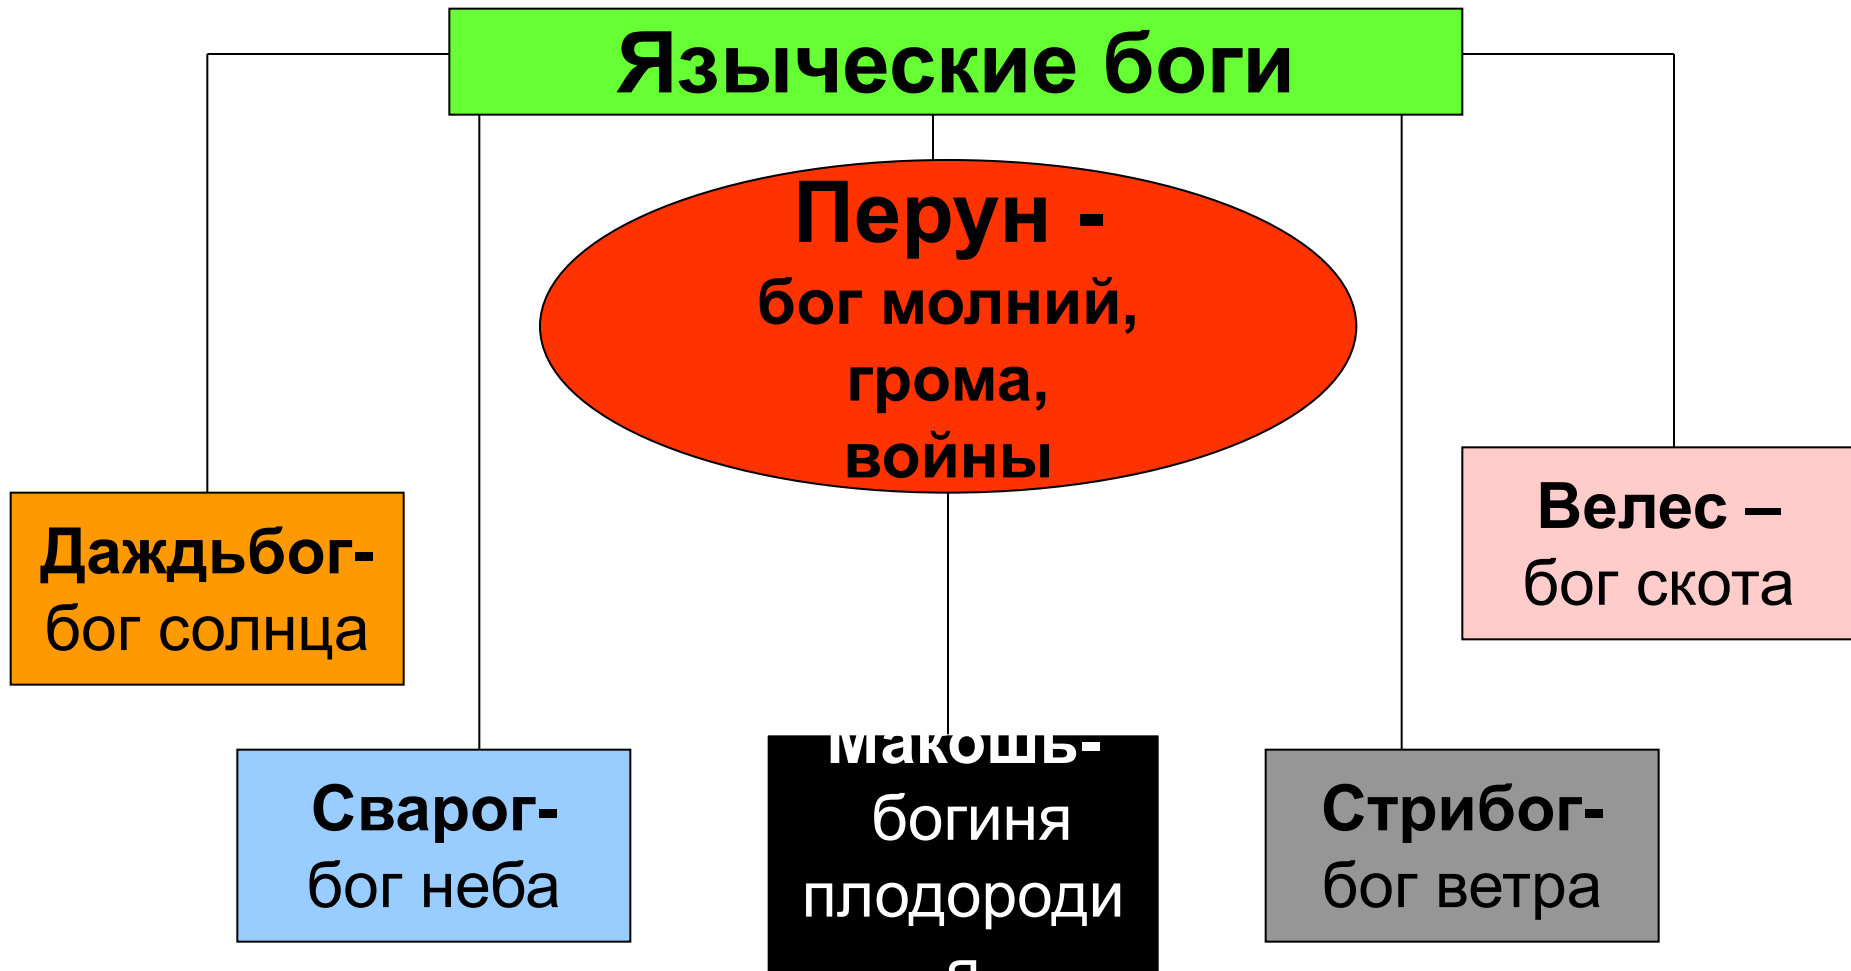 Языческие боги
Перун -
бог молний,
грома,
войны
Даждьбог-
бог солнца
Велес –
бог скота
Сварог-
бог неба
Макошь-
богиня
плодороди
я
Стрибог-
бог ветра